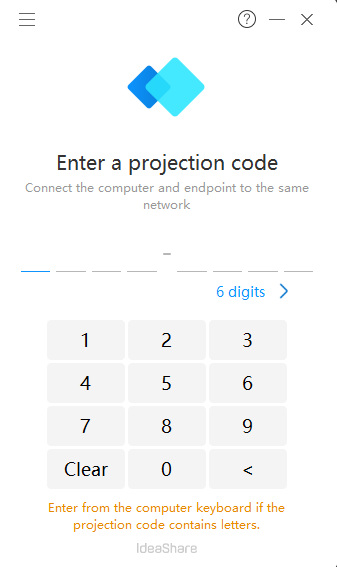 Enter a projection code
Connect the computer and endpoint to the same
network
–
6 digits >
1 2 3
4 5 6
7 8 9
Clear 0 <
Enter from the computer keyboard if the
projection code contains letters.
IdeaShare